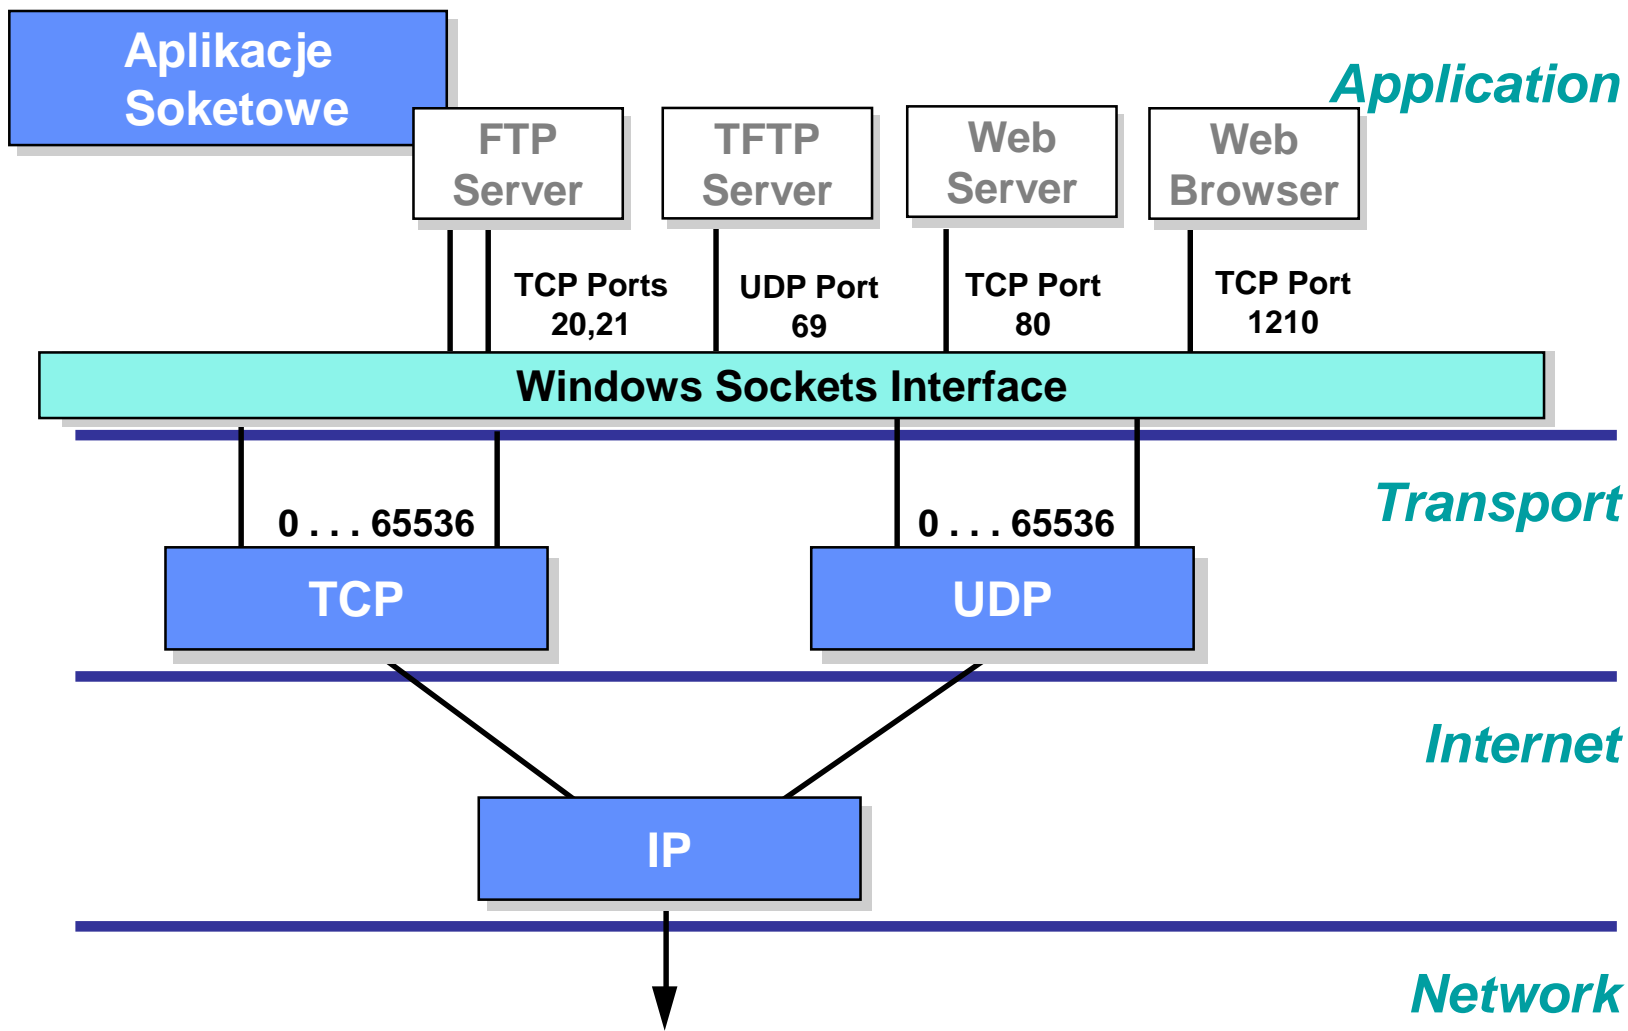 Aplikacje
Soketowe
Application
FTP
Server
TFTP
Server
Web
Server
Web
Browser
TCP Ports
20,21
UDP Port
69
TCP Port
80
TCP Port
1210
Windows Sockets Interface
Transport
0 . . . 65536
0 . . . 65536
TCP
UDP
Internet
IP
Network